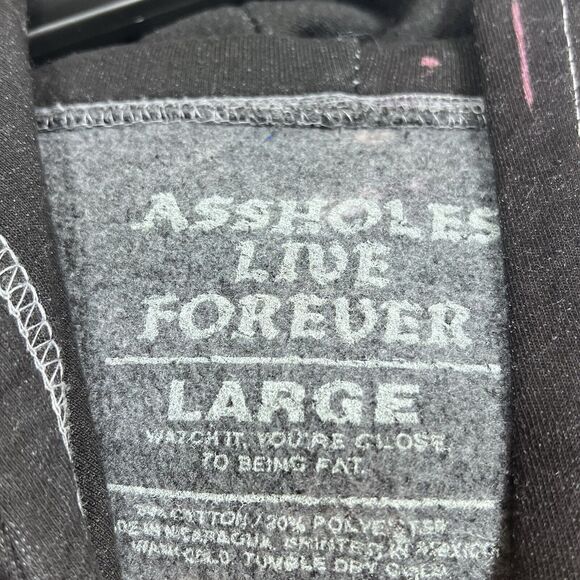 ASSHOLES
LIVE
FOREVER
LARGE
WATCH IT, YOU'RE CLOSE
TO BEING FAT.
COTTON / 20% POLYESTER
IN NICARAGUA. PRINTED IN MEXICO
WASH COLD. TUMBLE DRY